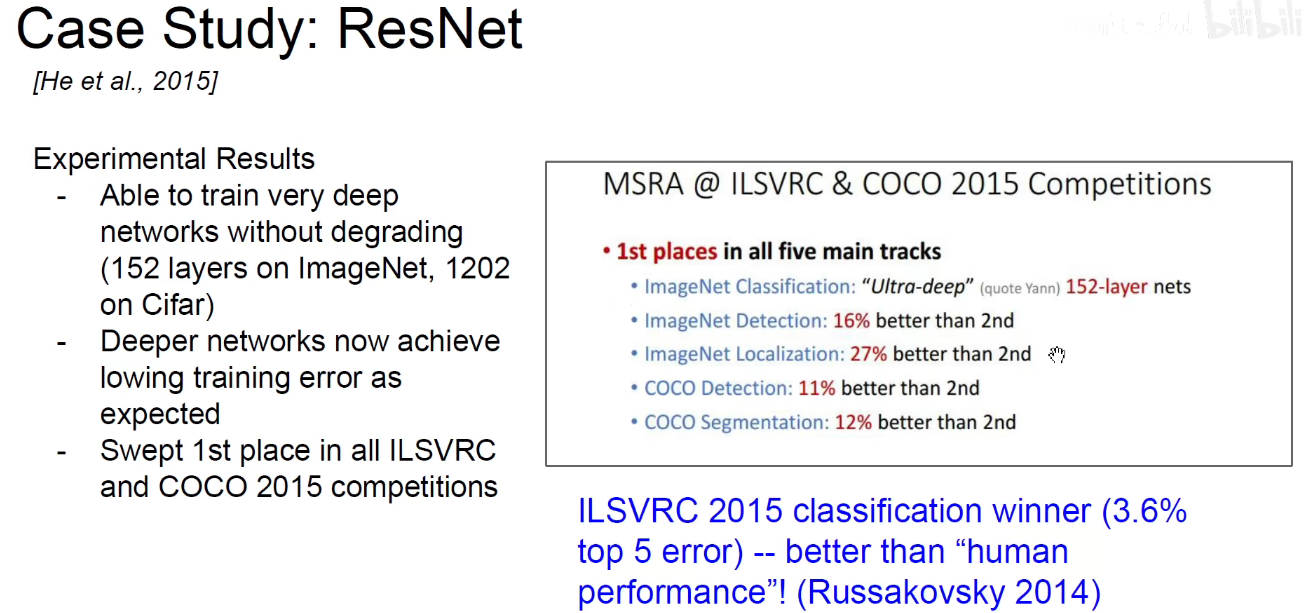 Case Study: ResNet
[He et al., 2015]
Experimental Results
- Able to train very deep
networks without degrading
(152 layers on ImageNet, 1202
on Cifar)
- Deeper networks now achieve
lowing training error as
expected
- Swept 1st place in all ILSVRC
and COCO 2015 competitions
MSRA @ ILSVRC & COCO 2015 Competitions
• 1st places in all five main tracks
• ImageNet Classification: “Ultra-deep” (quote Yann) 152-layer nets
• ImageNet Detection: 16% better than 2nd
• ImageNet Localization: 27% better than 2nd
• COCO Detection: 11% better than 2nd
• COCO Segmentation: 12% better than 2nd
ILSVRC 2015 classification winner (3.6%
top 5 error) -- better than “human
performance”! (Russakovsky 2014)
bilibili